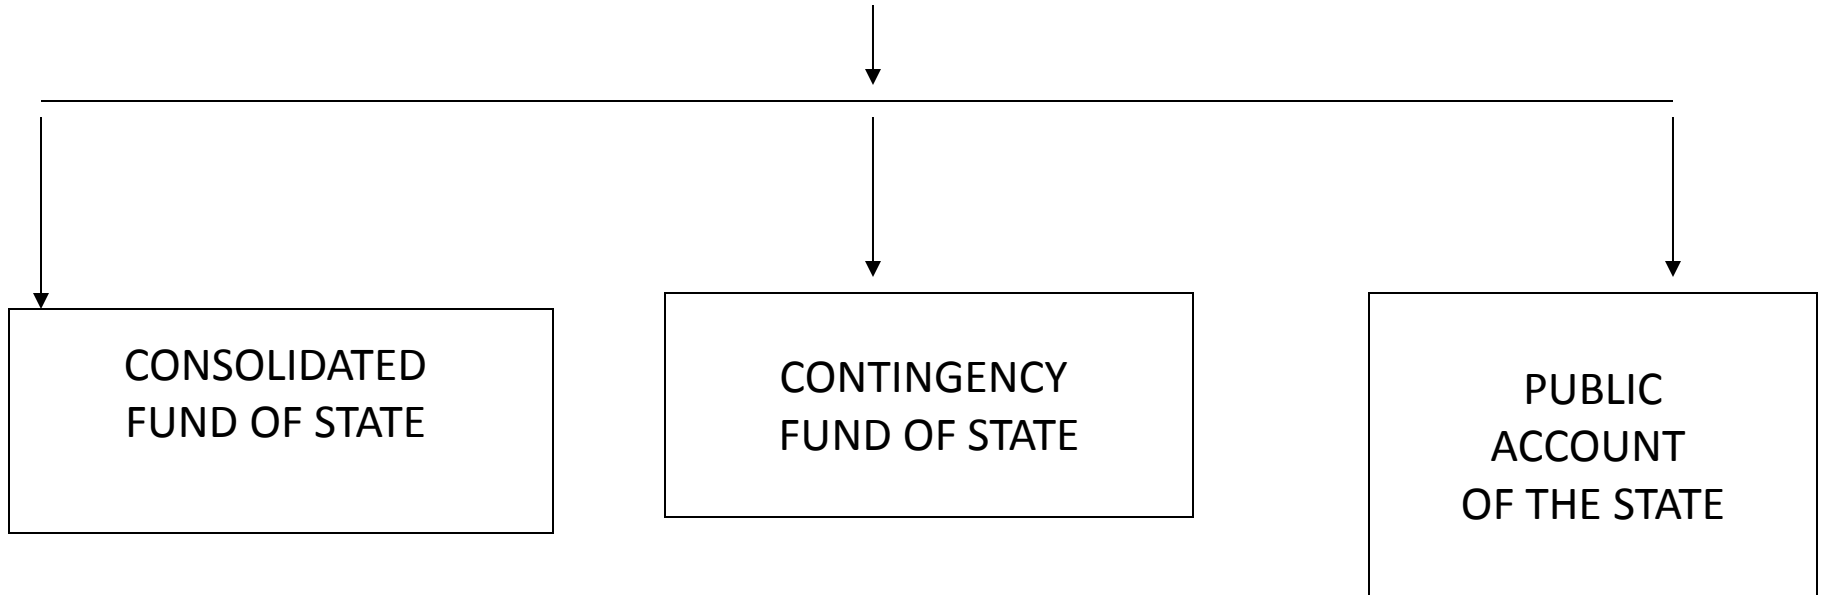 CONSOLIDATED
FUND OF STATE
CONTINGENCY
FUND OF STATE
PUBLIC
ACCOUNT
OF THE STATE